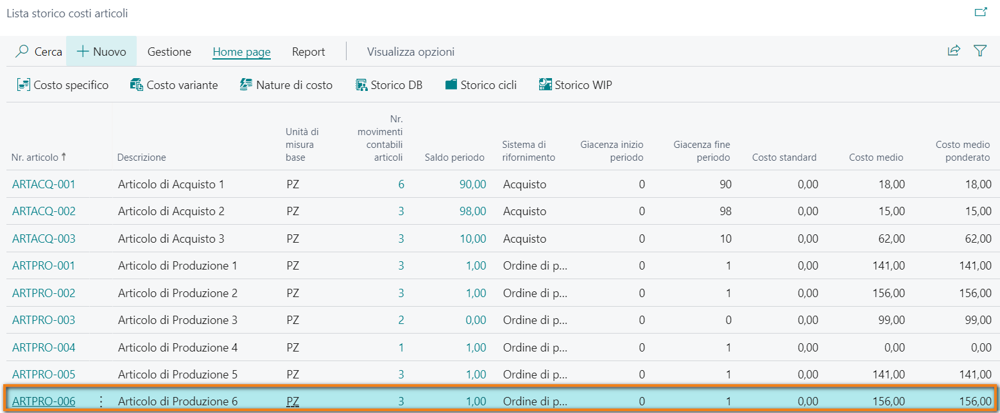 Lista storico costi articoli
Cerca Nuovo Gestione Home page Report Visualizza opzioni
Costo specifico Costo variante Nature di costo Storico DB Storico cicli Storico WIP
Nr. articolo ↑ Descrizione Unità di misura base Nr. movimenti contabili articoli Saldo periodo Sistema di rifornimento Giacenza inizio periodo Giacenza fine periodo Costo standard Costo medio Costo medio ponderato
ARTACQ-001 Articolo di Acquisto 1 PZ 6 90,00 Acquisto 0 90 0,00 18,00 18,00
ARTACQ-002 Articolo di Acquisto 2 PZ 3 98,00 Acquisto 0 98 0,00 15,00 15,00
ARTACQ-003 Articolo di Acquisto 3 PZ 3 10,00 Acquisto 0 10 0,00 62,00 62,00
ARTPRO-001 Articolo di Produzione 1 PZ 3 1,00 Ordine di p... 0 1 0,00 141,00 141,00
ARTPRO-002 Articolo di Produzione 2 PZ 3 1,00 Ordine di p... 0 1 0,00 156,00 156,00
ARTPRO-003 Articolo di Produzione 3 PZ 2 0,00 Ordine di p... 0 0 0,00 99,00 99,00
ARTPRO-004 Articolo di Produzione 4 PZ 1 1,00 Ordine di p... 0 1 0,00 0,00 0,00
ARTPRO-005 Articolo di Produzione 5 PZ 3 1,00 Ordine di p... 0 1 0,00 141,00 141,00
ARTPRO-006 Articolo di Produzione 6 PZ 3 1,00 Ordine di p... 0 1 0,00 156,00 156,00